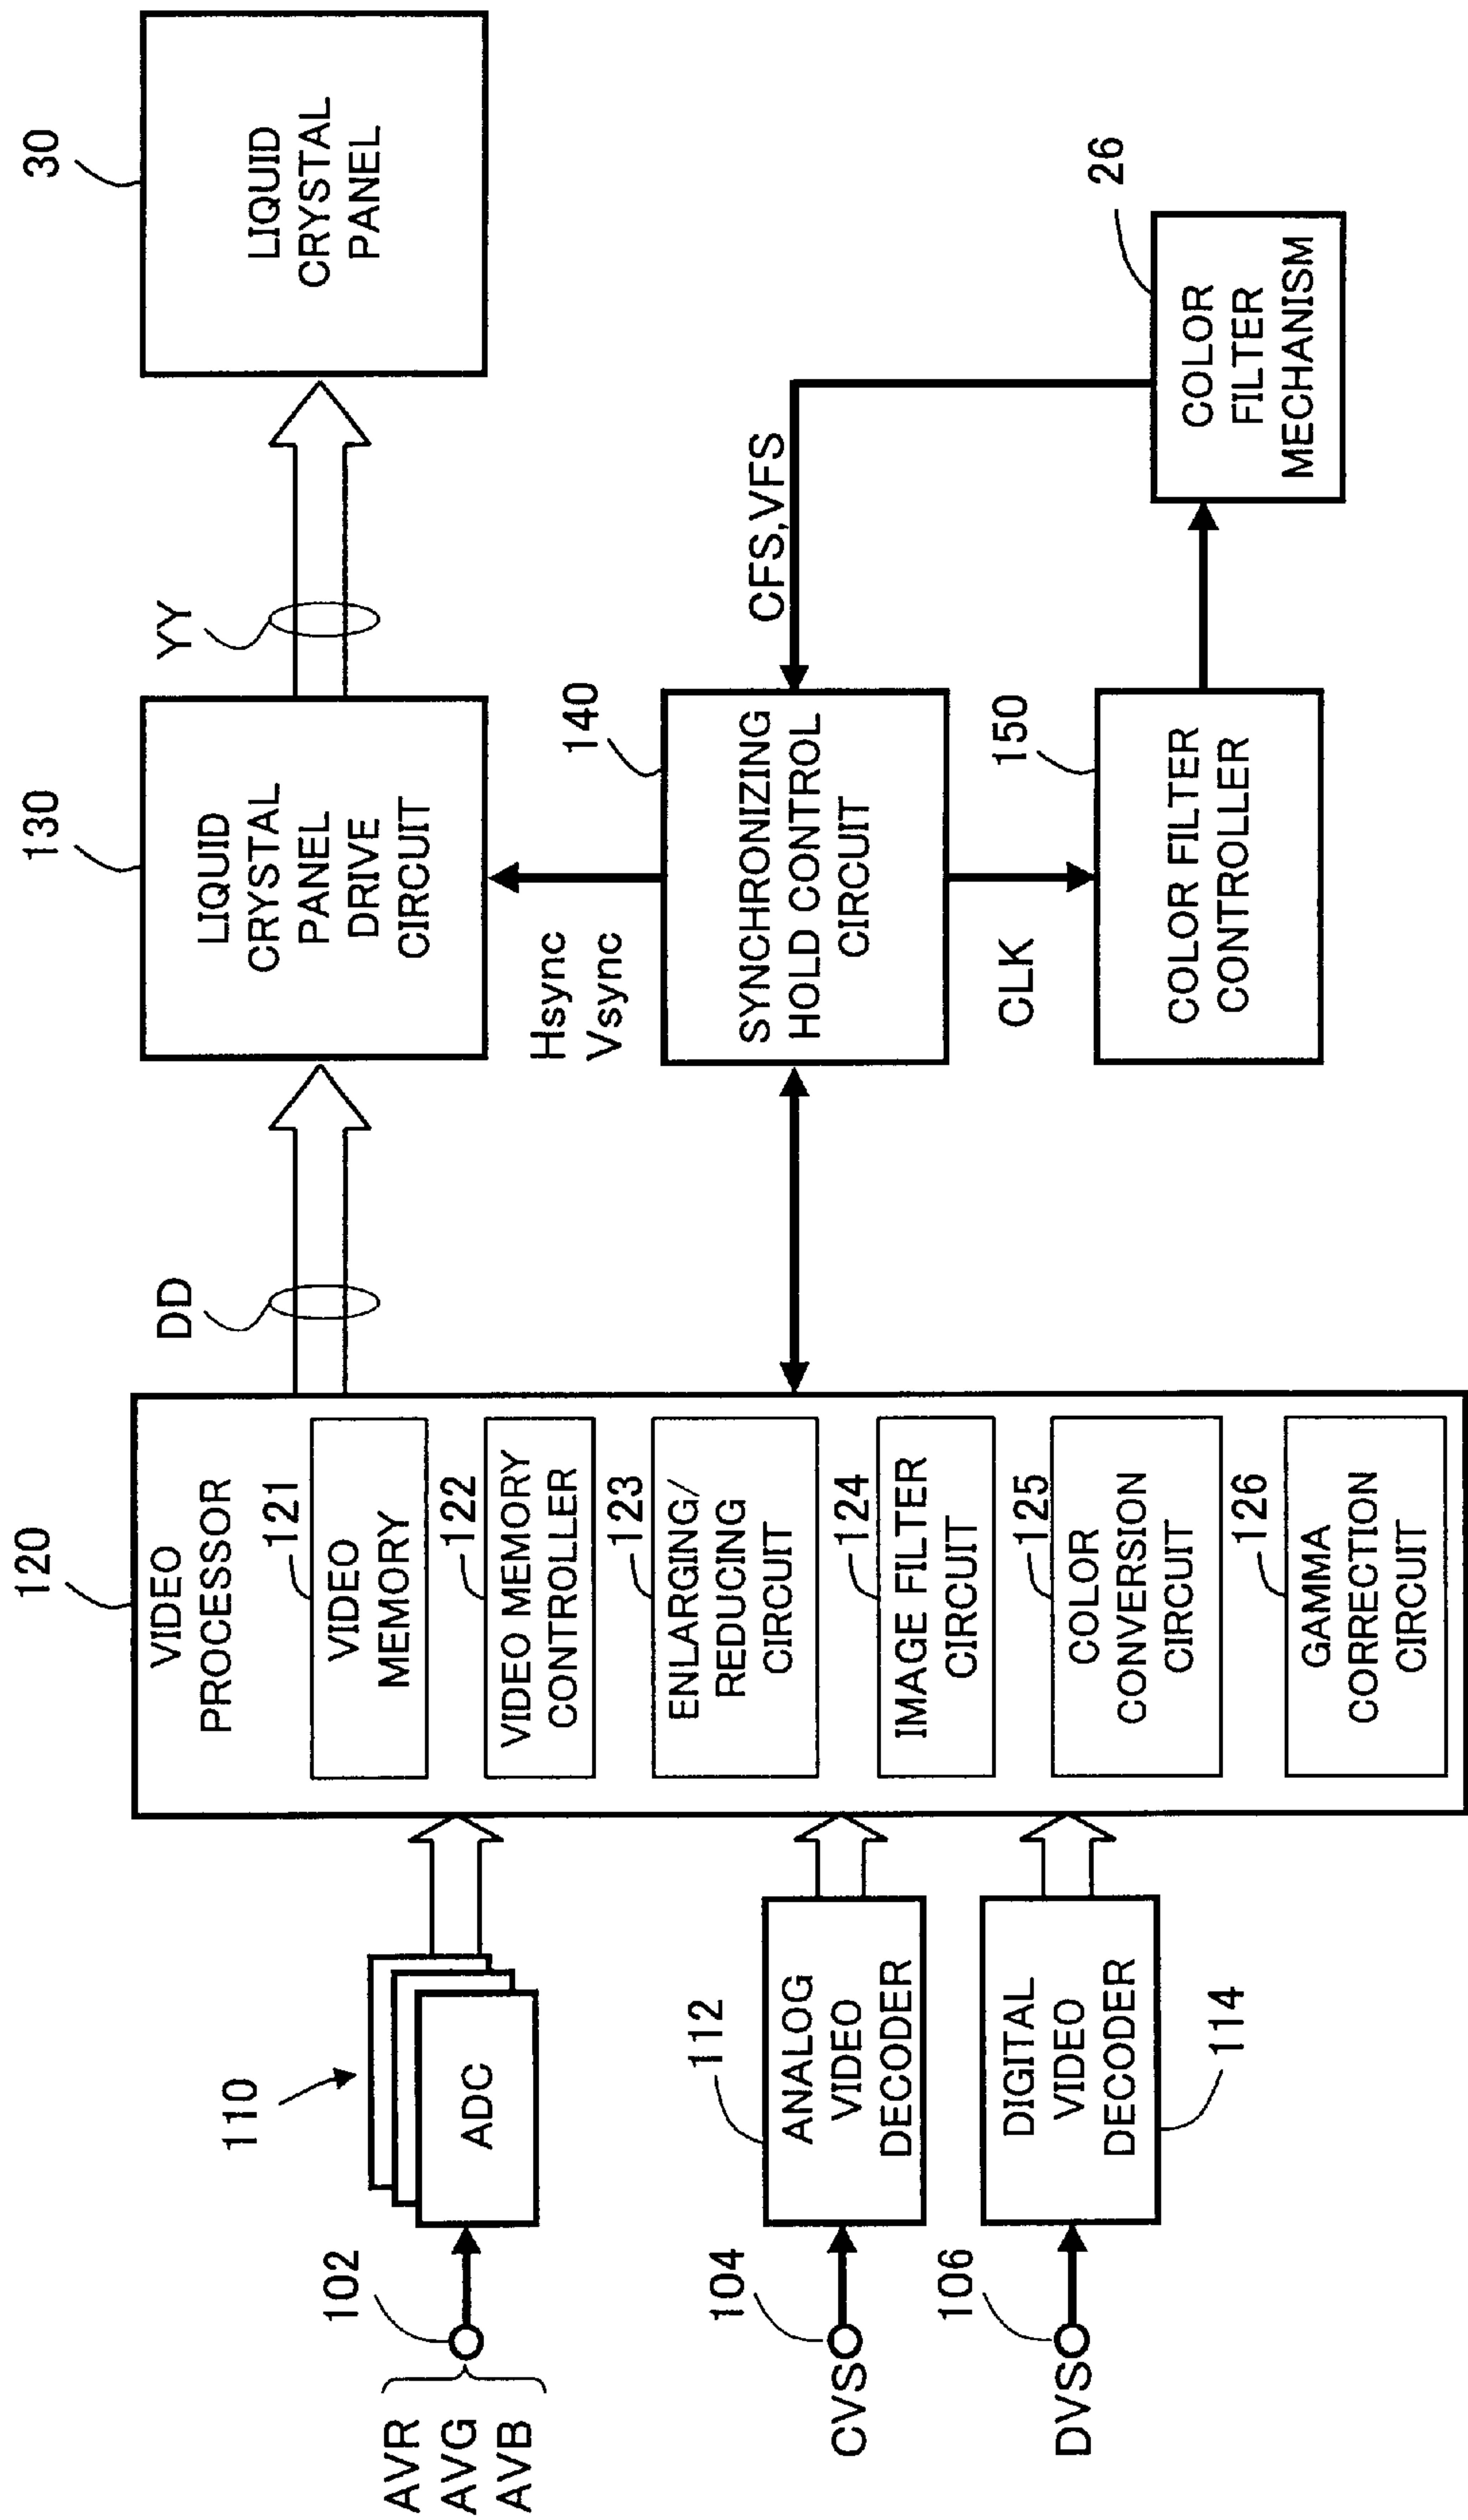 AVR
AVG
AVB
102
110
ADC
CVS
104
112
ANALOG
VIDEO
DECODER
DVS
106
DIGITAL
VIDEO
DECODER
114
120
VIDEO
PROCESSOR
121
VIDEO
MEMORY
122
VIDEO MEMORY
CONTROLLER
123
ENLARGING/
REDUCING
CIRCUIT
124
IMAGE FILTER
CIRCUIT
125
COLOR
CONVERSION
CIRCUIT
126
GAMMA
CORRECTION
CIRCUIT
DD
130
LIQUID
CRYSTAL
PANEL
DRIVE
CIRCUIT
YY
30
LIQUID
CRYSTAL
PANEL
Hsync
Vsync
140
SYNCHRONIZING
HOLD CONTROL
CIRCUIT
CFS,VFS
CLK
150
COLOR FILTER
CONTROLLER
26
COLOR
FILTER
MECHANISM